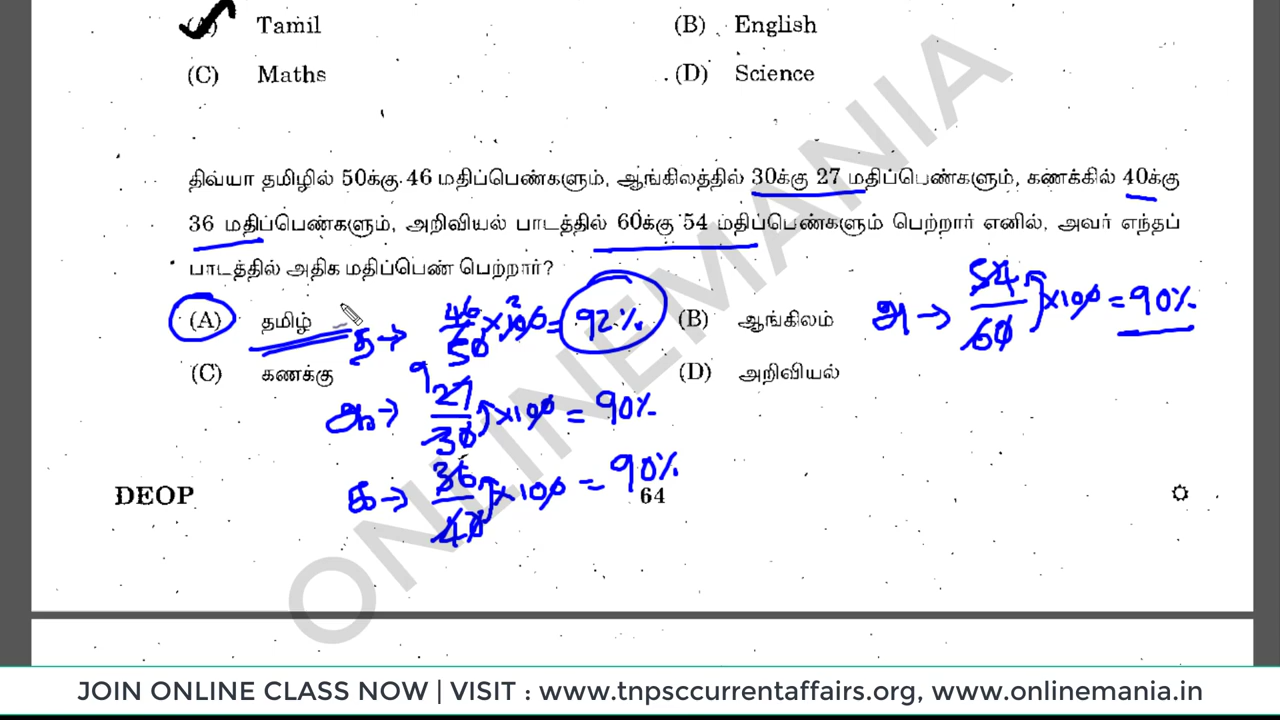 (A) Tamil (B) English
(C) Maths (D) Science
திவ்யா தமிழில் 50க்கு 46 மதிப்பெண்களும், ஆங்கிலத்தில் 30க்கு 27 மதிப்பெண்களும், கணக்கில் 40க்கு
36 மதிப்பெண்களும், அறிவியல் பாடத்தில் 60க்கு 54 மதிப்பெண்களும் பெற்றார் எனில், அவர் எந்தப்
பாடத்தில் அதிக மதிப்பெண் பெற்றார்?
(A) தமிழ் (B) ஆங்கிலம்
த → 46/50 × 100 2 = 92%
அ → 54/60 × 100 = 90%
(C) கணக்கு (D) அறிவியல்
9
ஆ → 27/30 × 100 = 90%
க → 36/40 × 100 = 90%
DEOP 64
ONLINEMANIA
JOIN ONLINE CLASS NOW | VISIT : www.tnpsccurrentaffairs.org, www.onlinemania.in